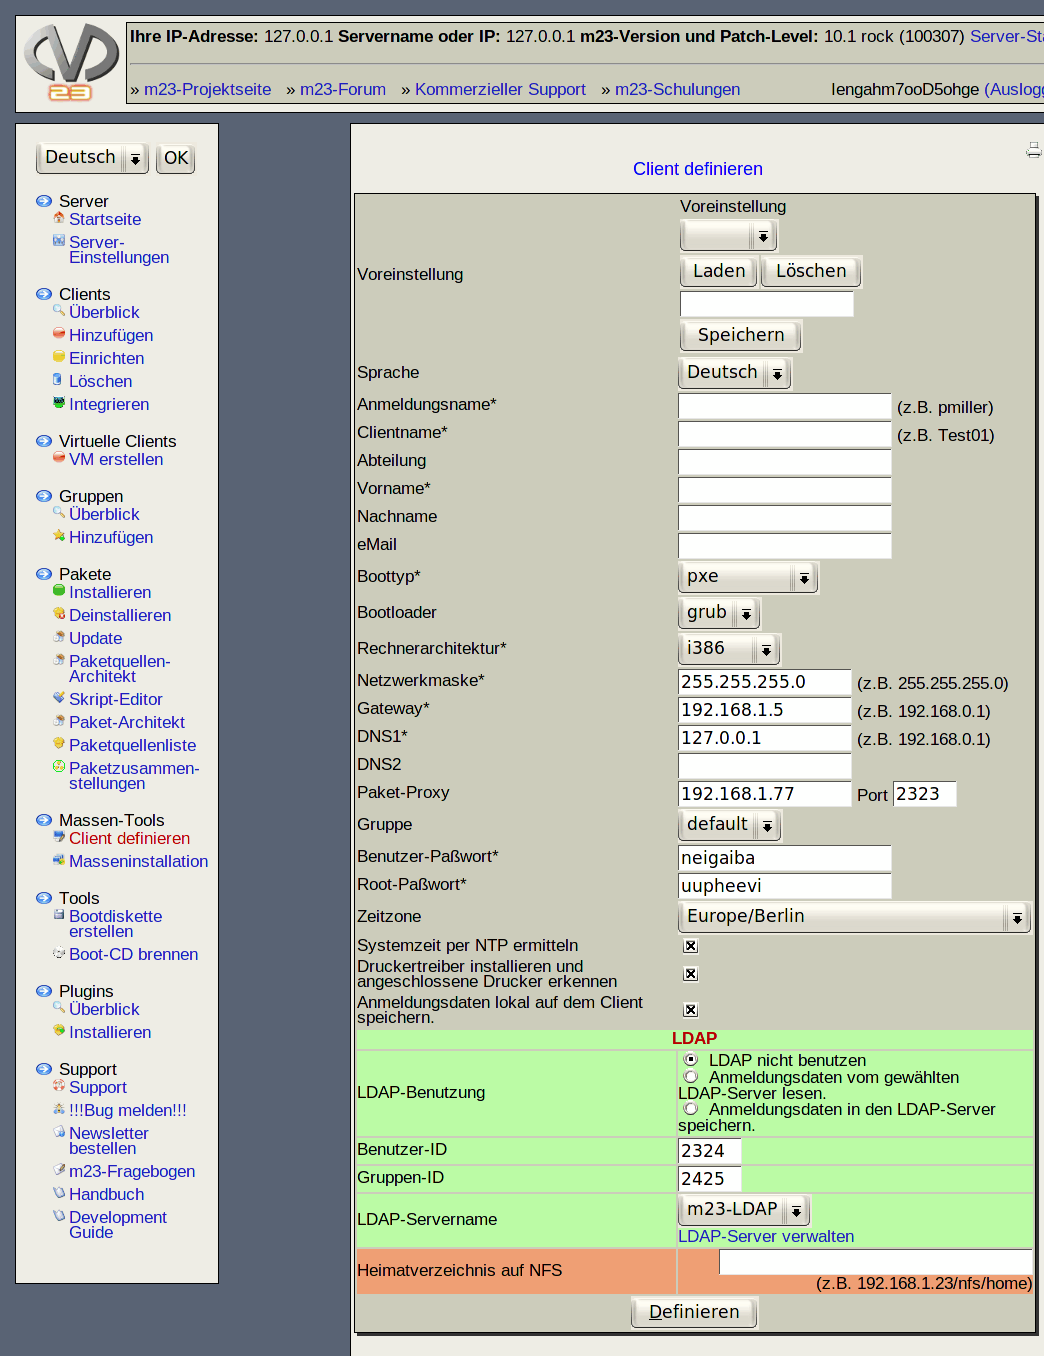 Ihre IP-Adresse: 127.0.0.1 Servername oder IP: 127.0.0.1 m23-Version und Patch-Level: 10.1 rock (100307) Server-Sta
» m23-Projektseite » m23-Forum » Kommerzieller Support » m23-Schulungen lengahm7ooD5ohge (Auslogg
23
Deutsch OK
Server
Startseite
Server-
Einstellungen
Clients
Überblick
Hinzufügen
Einrichten
Löschen
Integrieren
Virtuelle Clients
VM erstellen
Gruppen
Überblick
Hinzufügen
Pakete
Installieren
Deinstallieren
Update
Paketquellen-
Architekt
Skript-Editor
Paket-Architekt
Paketquellenliste
Paketzusammen-
stellungen
Massen-Tools
Client definieren
Masseninstallation
Tools
Bootdiskette
erstellen
Boot-CD brennen
Plugins
Überblick
Installieren
Support
Support
!!!Bug melden!!!
Newsletter
bestellen
m23-Fragebogen
Handbuch
Development
Guide
Client definieren
Voreinstellung
Voreinstellung
Laden Löschen
Speichern
Sprache Deutsch
Anmeldungsname* (z.B. pmiller)
Clientname* (z.B. Test01)
Abteilung
Vorname*
Nachname
eMail
Boottyp* pxe
Bootloader grub
Rechnerarchitektur* i386
Netzwerkmaske* 255.255.255.0 (z.B. 255.255.255.0)
Gateway* 192.168.1.5 (z.B. 192.168.0.1)
DNS1* 127.0.0.1 (z.B. 192.168.0.1)
DNS2
Paket-Proxy 192.168.1.77 Port 2323
Gruppe default
Benutzer-Paßwort* neigaiba
Root-Paßwort* uupheevi
Zeitzone Europe/Berlin
Systemzeit per NTP ermitteln
Druckertreiber installieren und
angeschlossene Drucker erkennen
Anmeldungsdaten lokal auf dem Client
speichern.
LDAP
LDAP-Benutzung
LDAP nicht benutzen
Anmeldungsdaten vom gewählten
LDAP-Server lesen.
Anmeldungsdaten in den LDAP-Server
speichern.
Benutzer-ID 2324
Gruppen-ID 2425
LDAP-Servername m23-LDAP
LDAP-Server verwalten
Heimatverzeichnis auf NFS
(z.B. 192.168.1.23/nfs/home)
Definieren